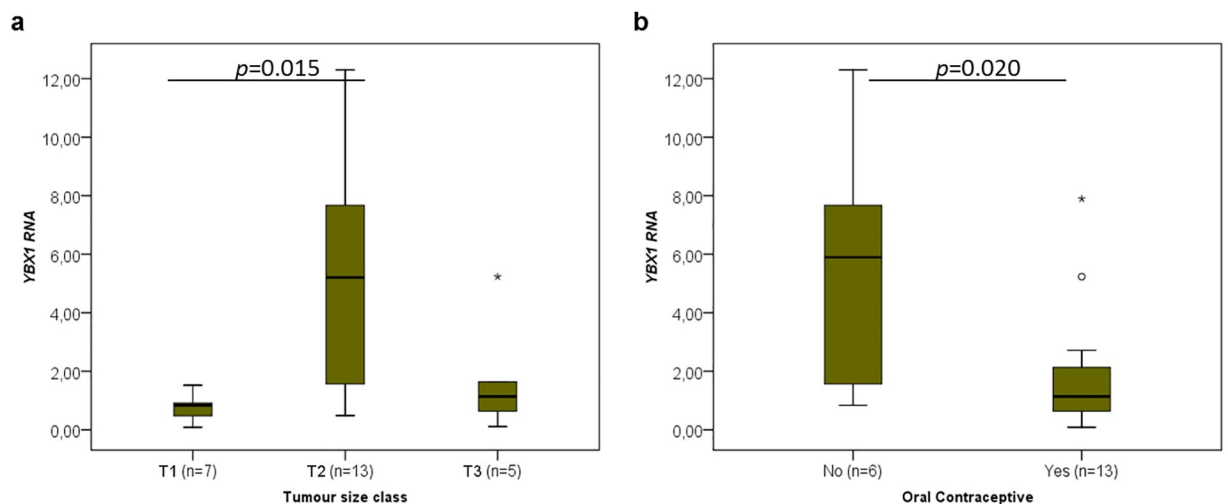 a
p=0.015
12,00
10,00
8,00
6,00
4,00
2,00
0,00
YBX1 RNA
T1 (n=7) T2 (n=13) T3 (n=5)
Tumour size class
b
p=0.020
12,00
10,00
8,00
6,00
4,00
2,00
0,00
YBX1 RNA
No (n=6) Yes (n=13)
Oral Contraceptive